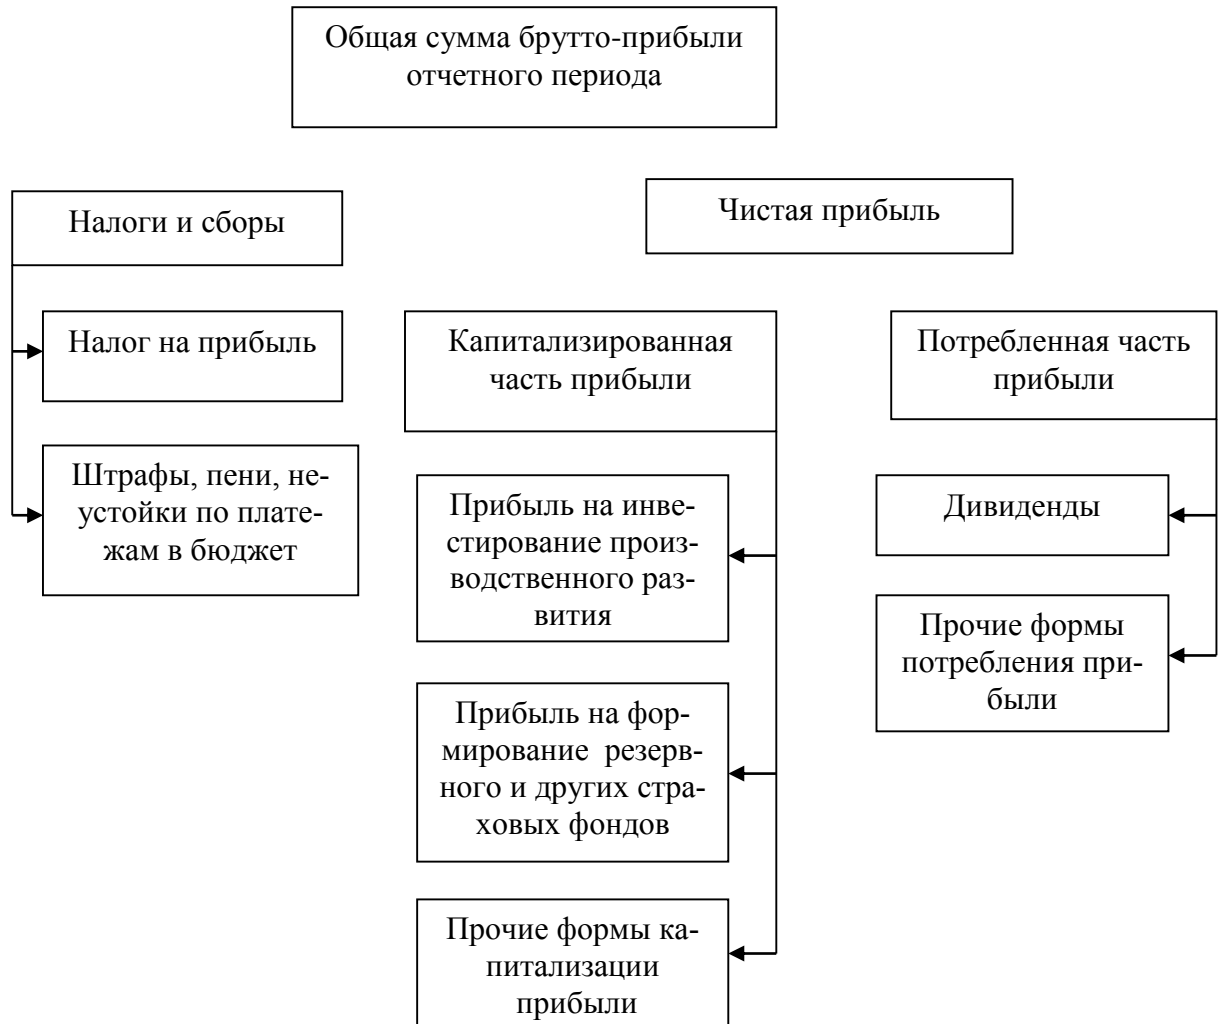 Общая сумма брутто-прибыли
отчетного периода
Налоги и сборы
Чистая прибыль
Налог на прибыль
Штрафы, пени, не-
устойки по плате-
жам в бюджет
Капитализированная
часть прибыли
Прибыль на инве-
стирование произ-
водственного раз-
вития
Прибыль на фор-
мирование резерв-
ного и других стра-
ховых фондов
Прочие формы ка-
питализации
прибыли
Потребленная часть
прибыли
Дивиденды
Прочие формы
потребления при-
были